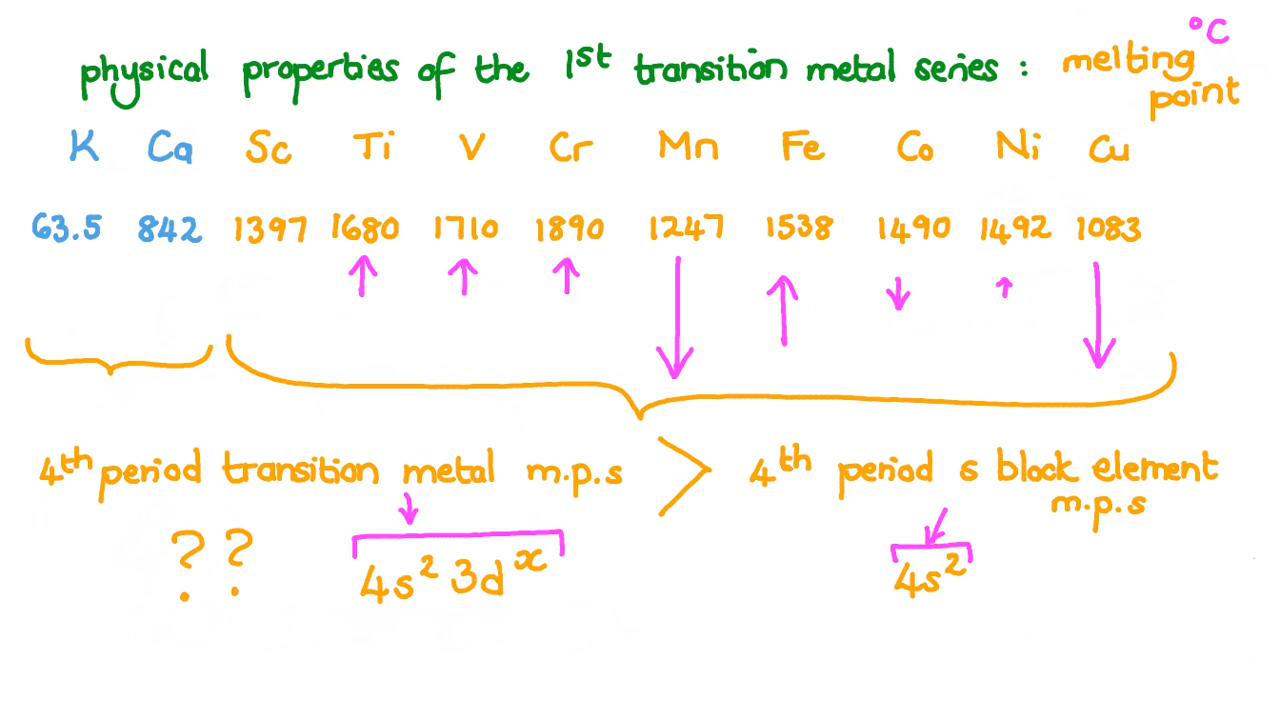 physical properties of the 1st transition metal series : melting point °C
K Ca Sc Ti V Cr Mn Fe Co Ni Cu
63.5 842 1397 1680 1710 1890 1247 1538 1490 1492 1083
4th period transition metal m.p.s > 4th period s block element m.p.s
? ? 4s² 3dˣ 4s²